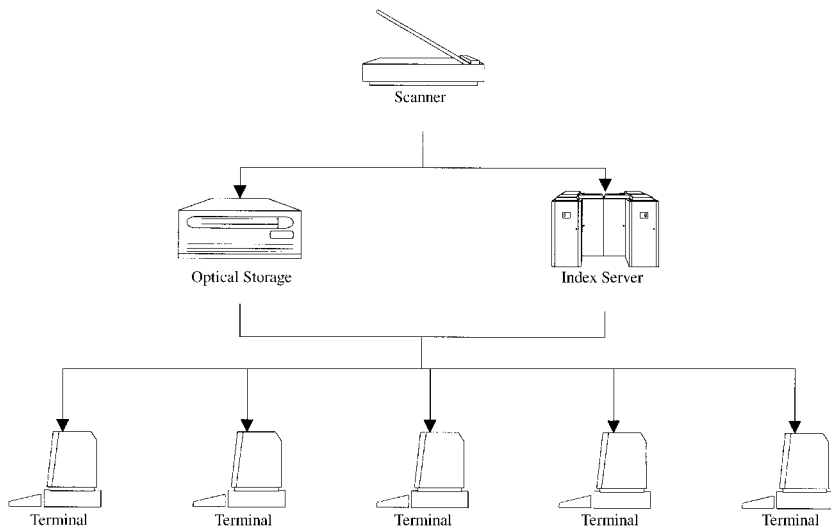 Scanner
Optical Storage
Index Server
Terminal
Terminal
Terminal
Terminal
Terminal